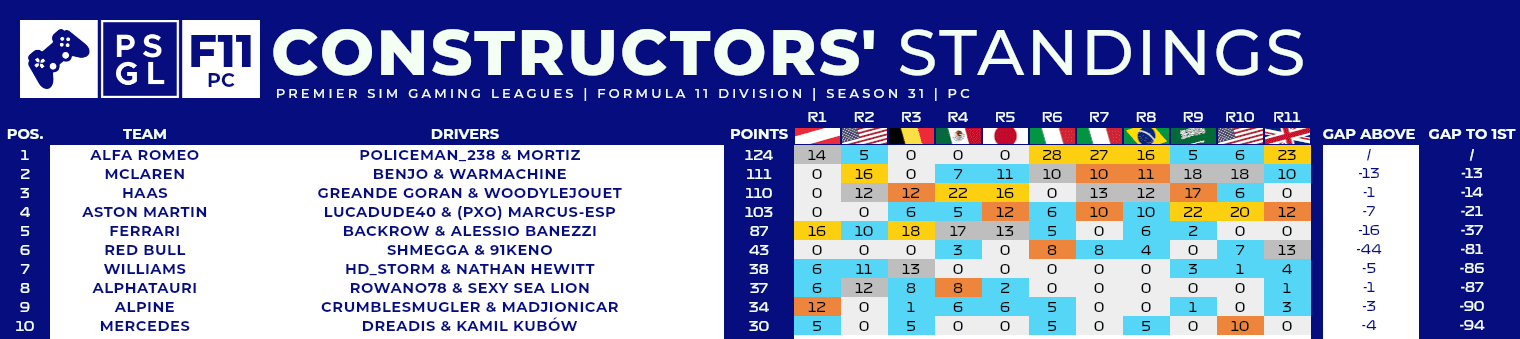 PS
GL
F11
PC
CONSTRUCTORS' STANDINGS
PREMIER SIM GAMING LEAGUES | FORMULA 11 DIVISION | SEASON 31 | PC
R1 R2 R3 R4 R5 R6 R7 R8 R9 R10 R11
POS. TEAM DRIVERS POINTS GAP ABOVE GAP TO 1ST
1 ALFA ROMEO POLICEMAN_238 & MORTIZ 124 14 5 0 0 0 28 27 16 5 6 23 / /
2 MCLAREN BENJO & WARMACHINE 111 0 16 0 7 11 10 10 11 18 18 10 -13 -13
3 HAAS GREANDE GORAN & WOODYLEJOUET 110 0 12 12 22 16 0 13 12 17 6 0 -1 -14
4 ASTON MARTIN LUCADUDE40 & (PXO) MARCUS-ESP 103 0 0 6 5 12 6 10 10 22 20 12 -7 -21
5 FERRARI BACKROW & ALESSIO BANEZZI 87 16 10 18 17 13 5 0 6 2 0 0 -16 -37
6 RED BULL SHMEGGA & 91KENO 43 0 0 0 3 0 8 8 4 0 7 13 -44 -81
7 WILLIAMS HD_STORM & NATHAN HEWITT 38 6 11 13 0 0 0 0 0 3 1 4 -5 -86
8 ALPHATAURI ROWANO78 & SEXY SEA LION 37 6 12 8 8 2 0 0 0 0 0 1 -1 -87
9 ALPINE CRUMBLESMUGLER & MADJIONICAR 34 12 0 1 6 6 5 0 0 1 0 3 -3 -90
10 MERCEDES DREADIS & KAMIL KUBÓW 30 5 0 5 0 0 5 0 5 0 10 0 -4 -94